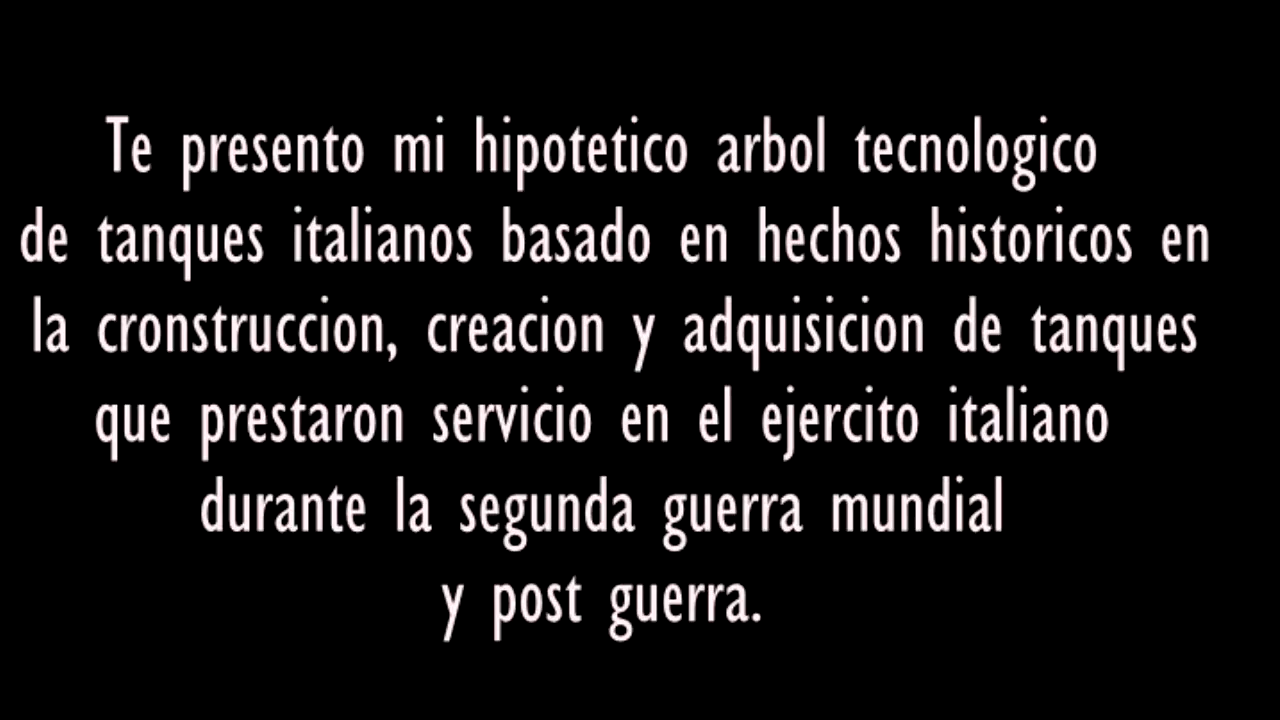 Te presento mi hipotetico arbol tecnologico
de tanques italianos basado en hechos historicos en
la cronstruccion, creacion y adquisicion de tanques
que prestaron servicio en el ejercito italiano
durante la segunda guerra mundial
y post guerra.